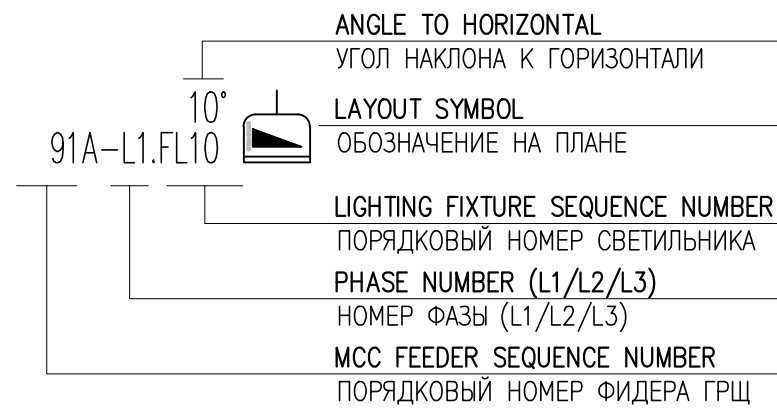 ANGLE TO HORIZONTAL
УГОЛ НАКЛОНА К ГОРИЗОНТАЛИ
10°
91A-L1.FL10
LAYOUT SYMBOL
ОБОЗНАЧЕНИЕ НА ПЛАНЕ
LIGHTING FIXTURE SEQUENCE NUMBER
ПОРЯДКОВЫЙ НОМЕР СВЕТИЛЬНИКА
PHASE NUMBER (L1/L2/L3)
НОМЕР ФАЗЫ (L1/L2/L3)
MCC FEEDER SEQUENCE NUMBER
ПОРЯДКОВЫЙ НОМЕР ФИДЕРА ГРЩ